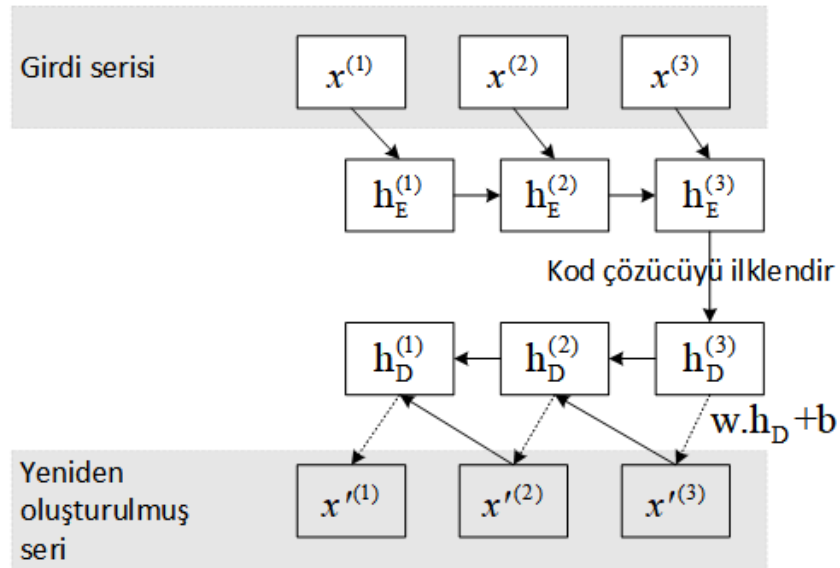 Girdi serisi
x^(1) x^(2) x^(3)
h_E^(1) h_E^(2) h_E^(3)
Kod çözücüyü ilklendir
h_D^(1) h_D^(2) h_D^(3)
w.h_D+b
Yeniden
oluşturulmuş
seri
x'^(1) x'^(2) x'^(3)